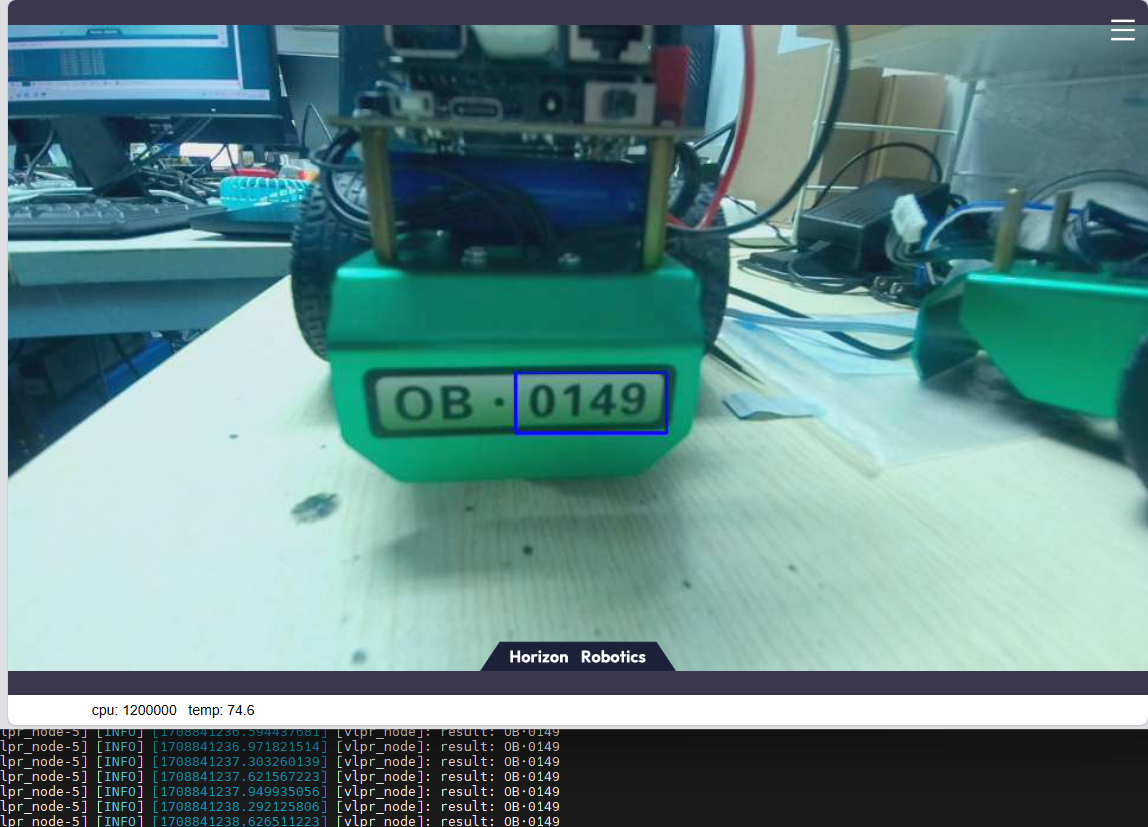 OB·0149
Horizon Robotics
cpu: 1200000 temp: 74.6
lpr_node-5] [INFO] [1708841236.594437681] [vlpr_node]: result: OB·0149
lpr_node-5] [INFO] [1708841236.971821514] [vlpr_node]: result: OB·0149
lpr_node-5] [INFO] [1708841237.303260139] [vlpr_node]: result: OB·0149
lpr_node-5] [INFO] [1708841237.621567223] [vlpr_node]: result: OB·0149
lpr_node-5] [INFO] [1708841237.949935056] [vlpr_node]: result: OB·0149
lpr_node-5] [INFO] [1708841238.292125806] [vlpr_node]: result: OB·0149
lpr_node-5] [INFO] [1708841238.626511223] [vlpr_node]: result: OB·0149